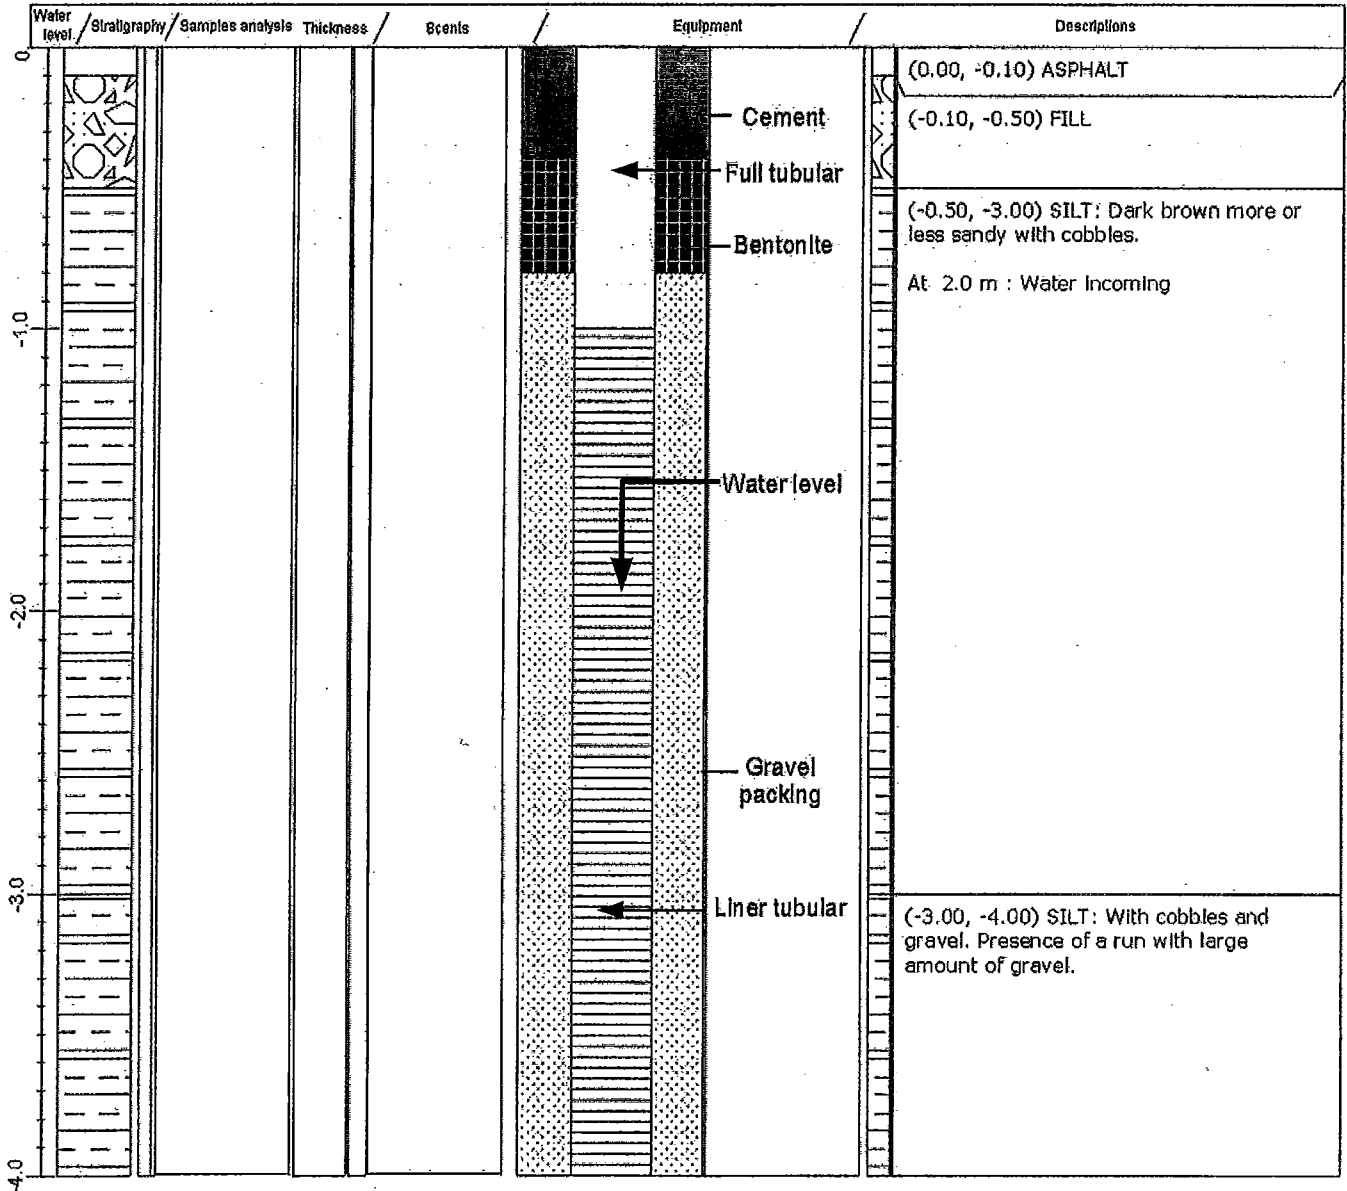 Water level / Stratigraphy / Samples analysis Thickness / Scents / Equipment / Descriptions
0
-1.0
-2.0
-3.0
-4.0
Cement
Full tubular
Bentonite
Water level
Gravel
packing
Liner tubular
(0.00, -0.10) ASPHALT
(-0.10, -0.50) FILL
(-0.50, -3.00) SILT: Dark brown more or
less sandy with cobbles.
At 2.0 m : Water incoming
(-3.00, -4.00) SILT: With cobbles and
gravel. Presence of a run with large
amount of gravel.